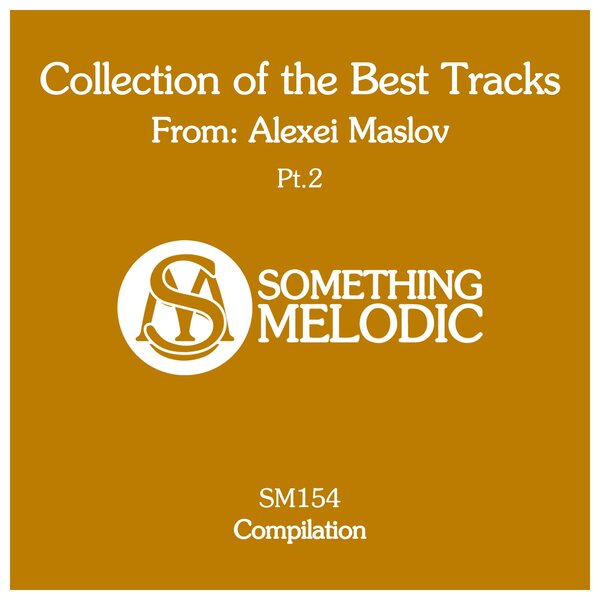 Collection of the Best Tracks
From: Alexei Maslov
Pt.2
SM
SOMETHING
MELODIC
SM154
Compilation